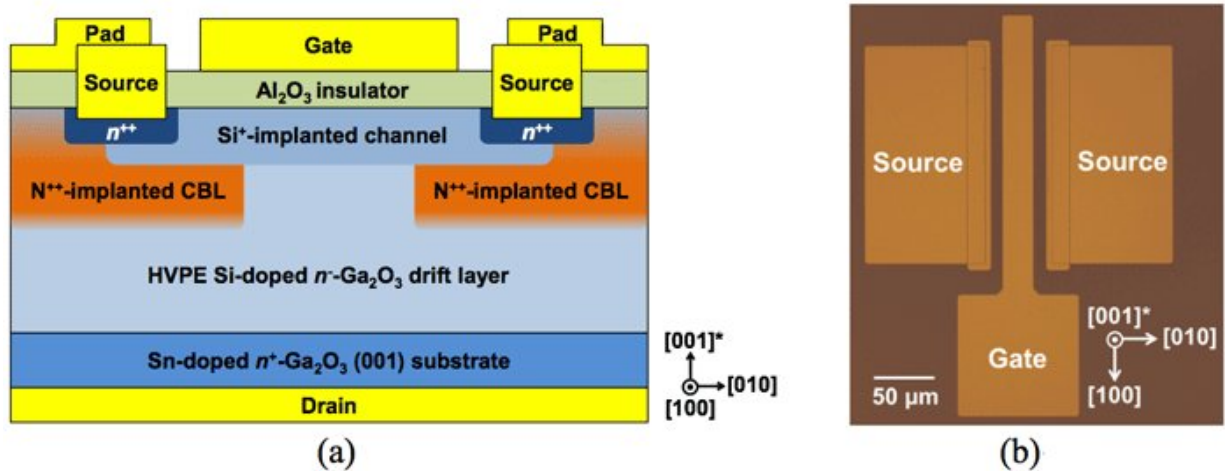 Pad
Gate
Pad
Source
Source
Al₂O₃ insulator
n⁺⁺
Si⁺-implanted channel
n⁺⁺
N⁺⁺-implanted CBL
N⁺⁺-implanted CBL
HVPE Si-doped n⁻-Ga₂O₃ drift layer
Sn-doped n⁺-Ga₂O₃ (001) substrate
Drain
[001]*
[010]
[100]
(a)
Source
Source
Gate
[001]*
[010]
[100]
50 μm
(b)